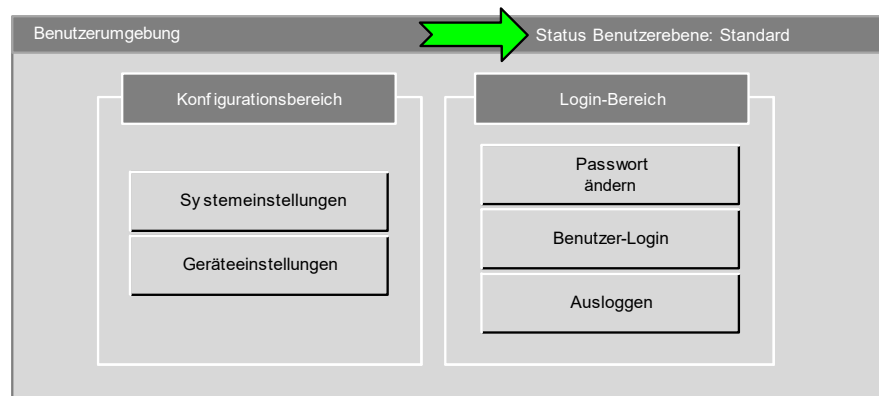 Benutzerumgebung
Status Benutzerebene: Standard
Konfigurationsbereich
Login-Bereich
Systemeinstellungen
Geräteeinstellungen
Passwort
ändern
Benutzer-Login
Ausloggen